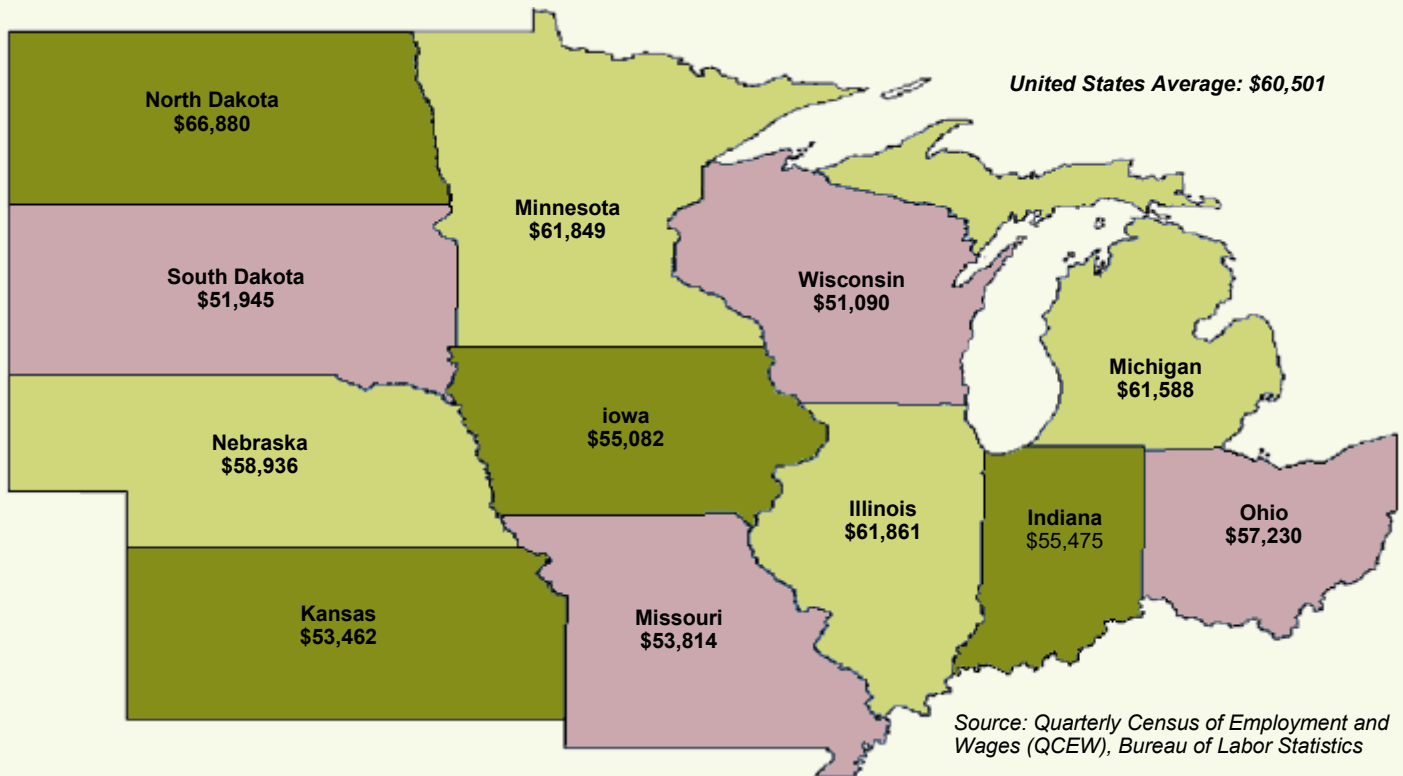 United States Average: $60,501
North Dakota
$66,880
Minnesota
$61,849
South Dakota
$51,945
Wisconsin
$51,090
Michigan
$61,588
Nebraska
$58,936
iowa
$55,082
Illinois
$61,861
Indiana
$55,475
Ohio
$57,230
Kansas
$53,462
Missouri
$53,814
Source: Quarterly Census of Employment and
Wages (QCEW), Bureau of Labor Statistics